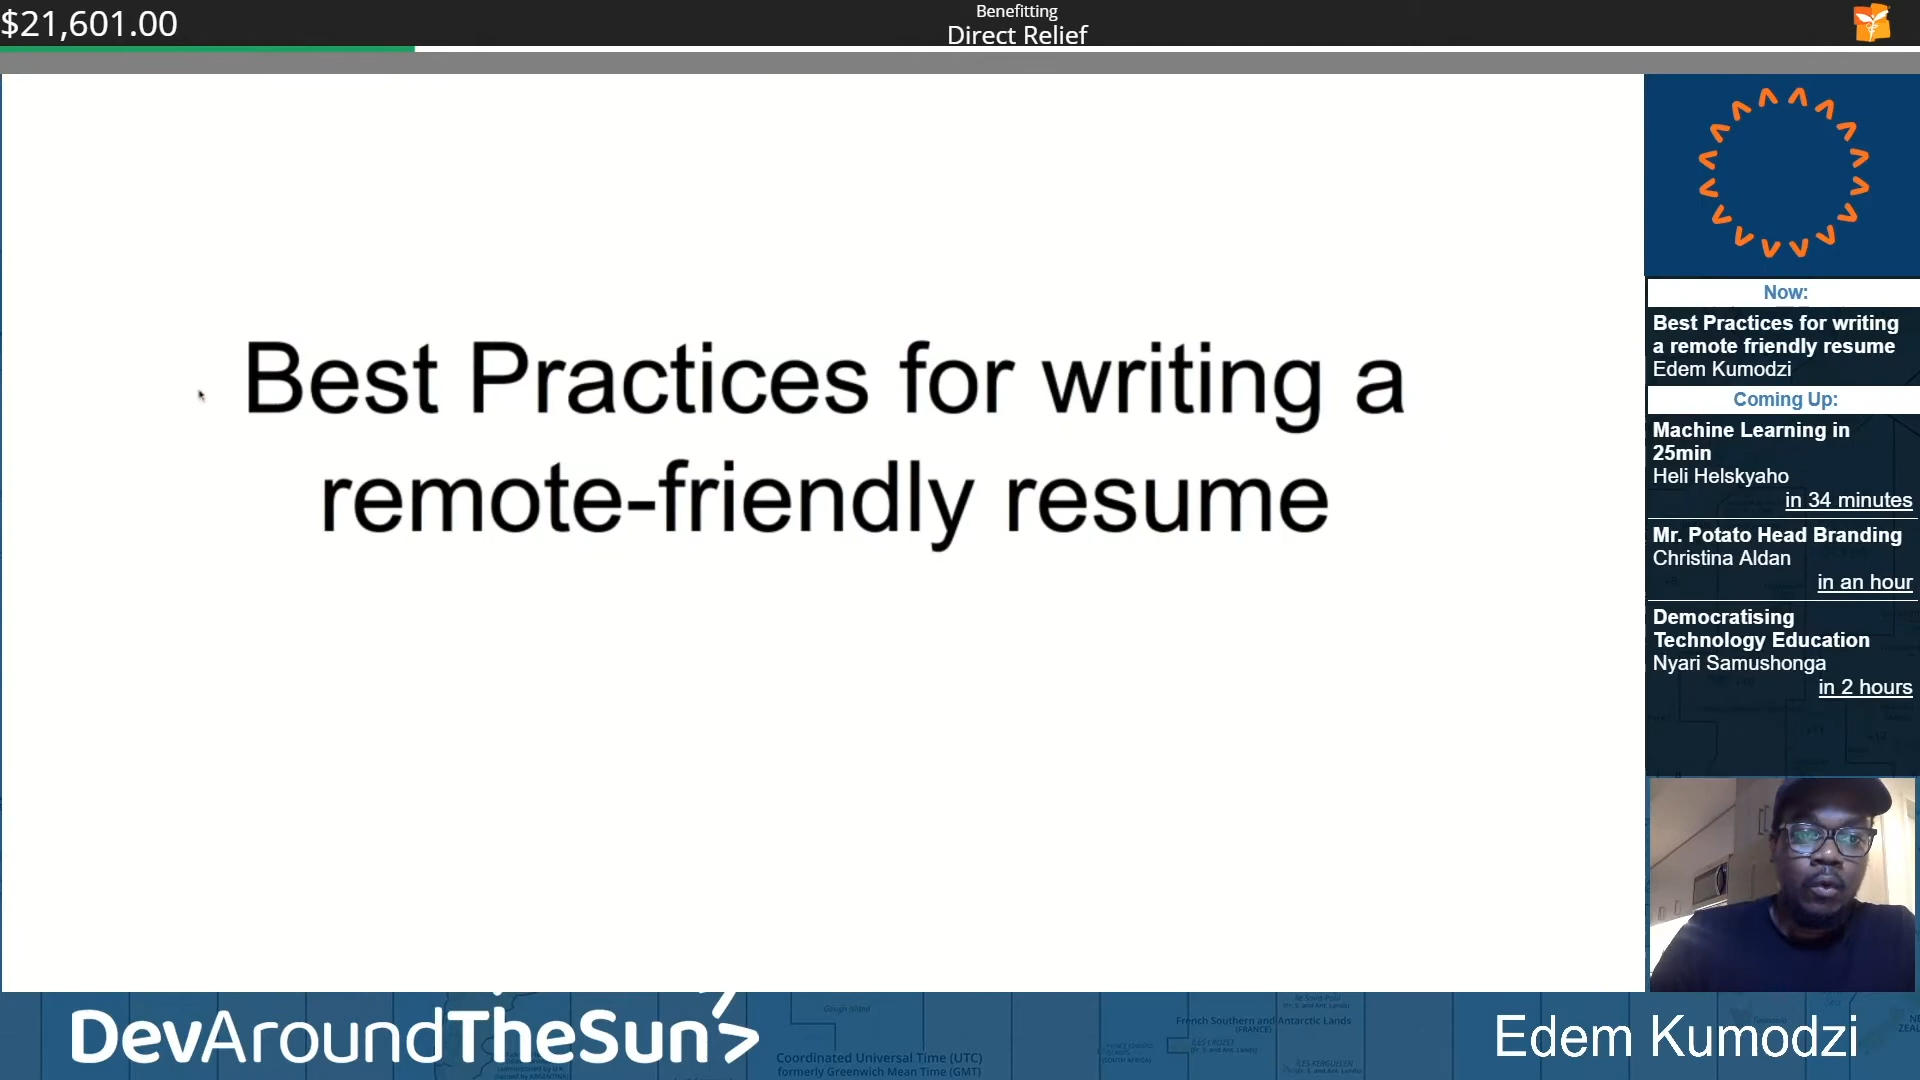 $21,601.00
Benefitting
Direct Relief
Best Practices for writing a
remote-friendly resume
Now:
Best Practices for writing
a remote friendly resume
Edem Kumodzi
Coming Up:
Machine Learning in
25min
Heli Helskyaho
in 34 minutes
Mr. Potato Head Branding
Christina Aldan
in an hour
Democratising
Technology Education
Nyari Samushonga
in 2 hours
DevAroundTheSun
Gough Island
Coordinated Universal Time (UTC)
formerly Greenwich Mean Time (GMT)
French Southern and Antarctic Lands
(FRANCE)
Edem Kumodzi